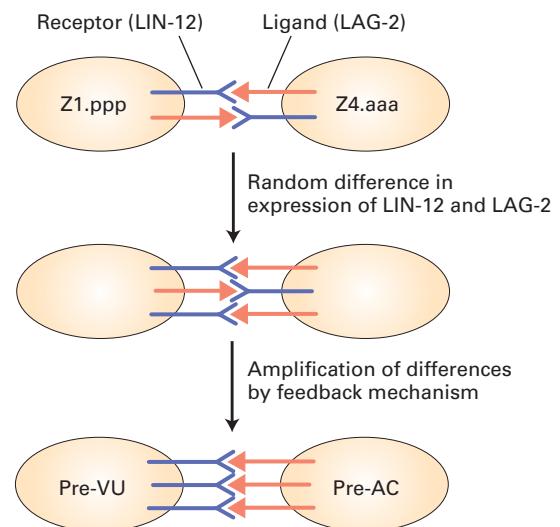 Receptor (LIN-12)
Ligand (LAG-2)
Z1.ppp
Z4.aaa
Random difference in
expression of LIN-12 and LAG-2
Amplification of differences
by feedback mechanism
Pre-VU
Pre-AC